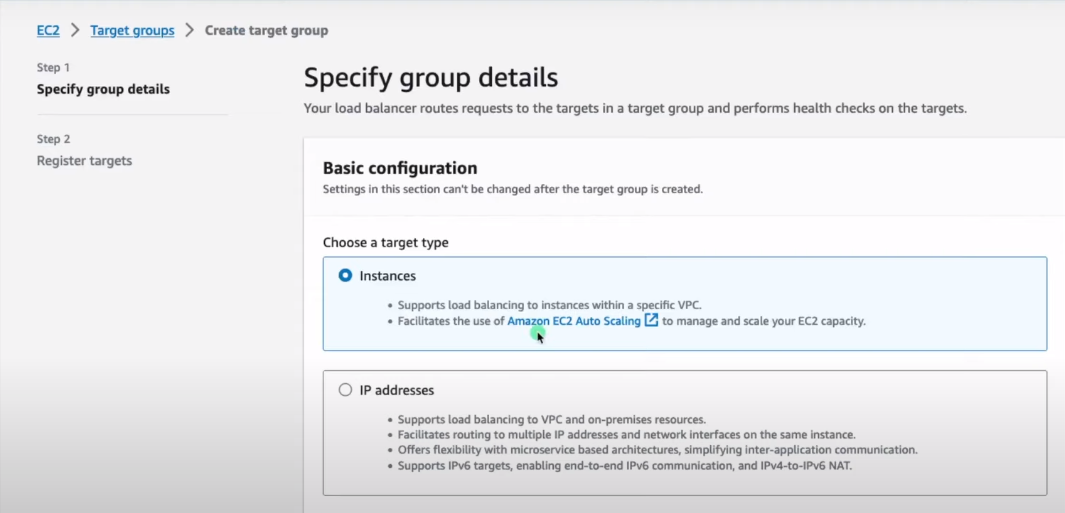 EC2 > Target groups > Create target group
Step 1
Specify group details
Step 2
Register targets
Specify group details
Your load balancer routes requests to the targets in a target group and performs health checks on the targets.
Basic configuration
Settings in this section can't be changed after the target group is created.
Choose a target type
Instances
• Supports load balancing to instances within a specific VPC.
• Facilitates the use of Amazon EC2 Auto Scaling to manage and scale your EC2 capacity.
IP addresses
• Supports load balancing to VPC and on-premises resources.
• Facilitates routing to multiple IP addresses and network interfaces on the same instance.
• Offers flexibility with microservice based architectures, simplifying inter-application communication.
• Supports IPv6 targets, enabling end-to-end IPv6 communication, and IPv4-to-IPv6 NAT.